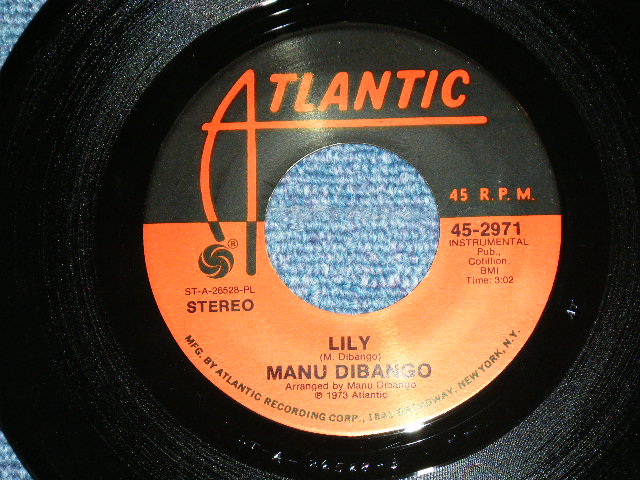 ATLANTIC
45 R.P.M.
®
45-2971
INSTRUMENTAL
Pub.,
Cotillion
BMI
Time: 3:02
ST-A-26528-PL
STEREO
LILY
(M. Dibango)
MANU DIBANGO
Arranged by Manu Dibango
℗ 1973 Atlantic
MFG. BY ATLANTIC RECORDING CORP., 1841 BROADWAY, NEW YORK, N.Y.